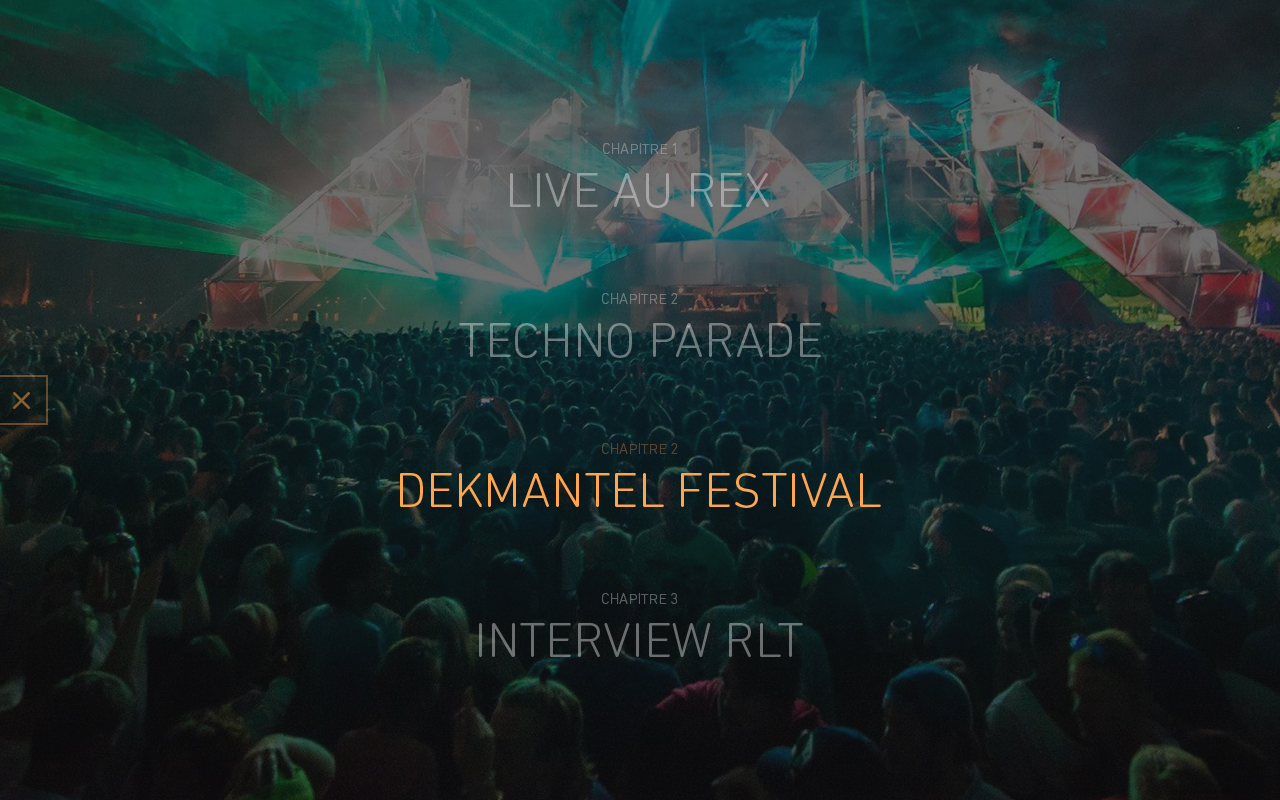 CHAPITRE 1
LIVE AU REX
CHAPITRE 2
TECHNO PARADE
CHAPITRE 2
DEKMANTEL FESTIVAL
CHAPITRE 3
INTERVIEW RLT